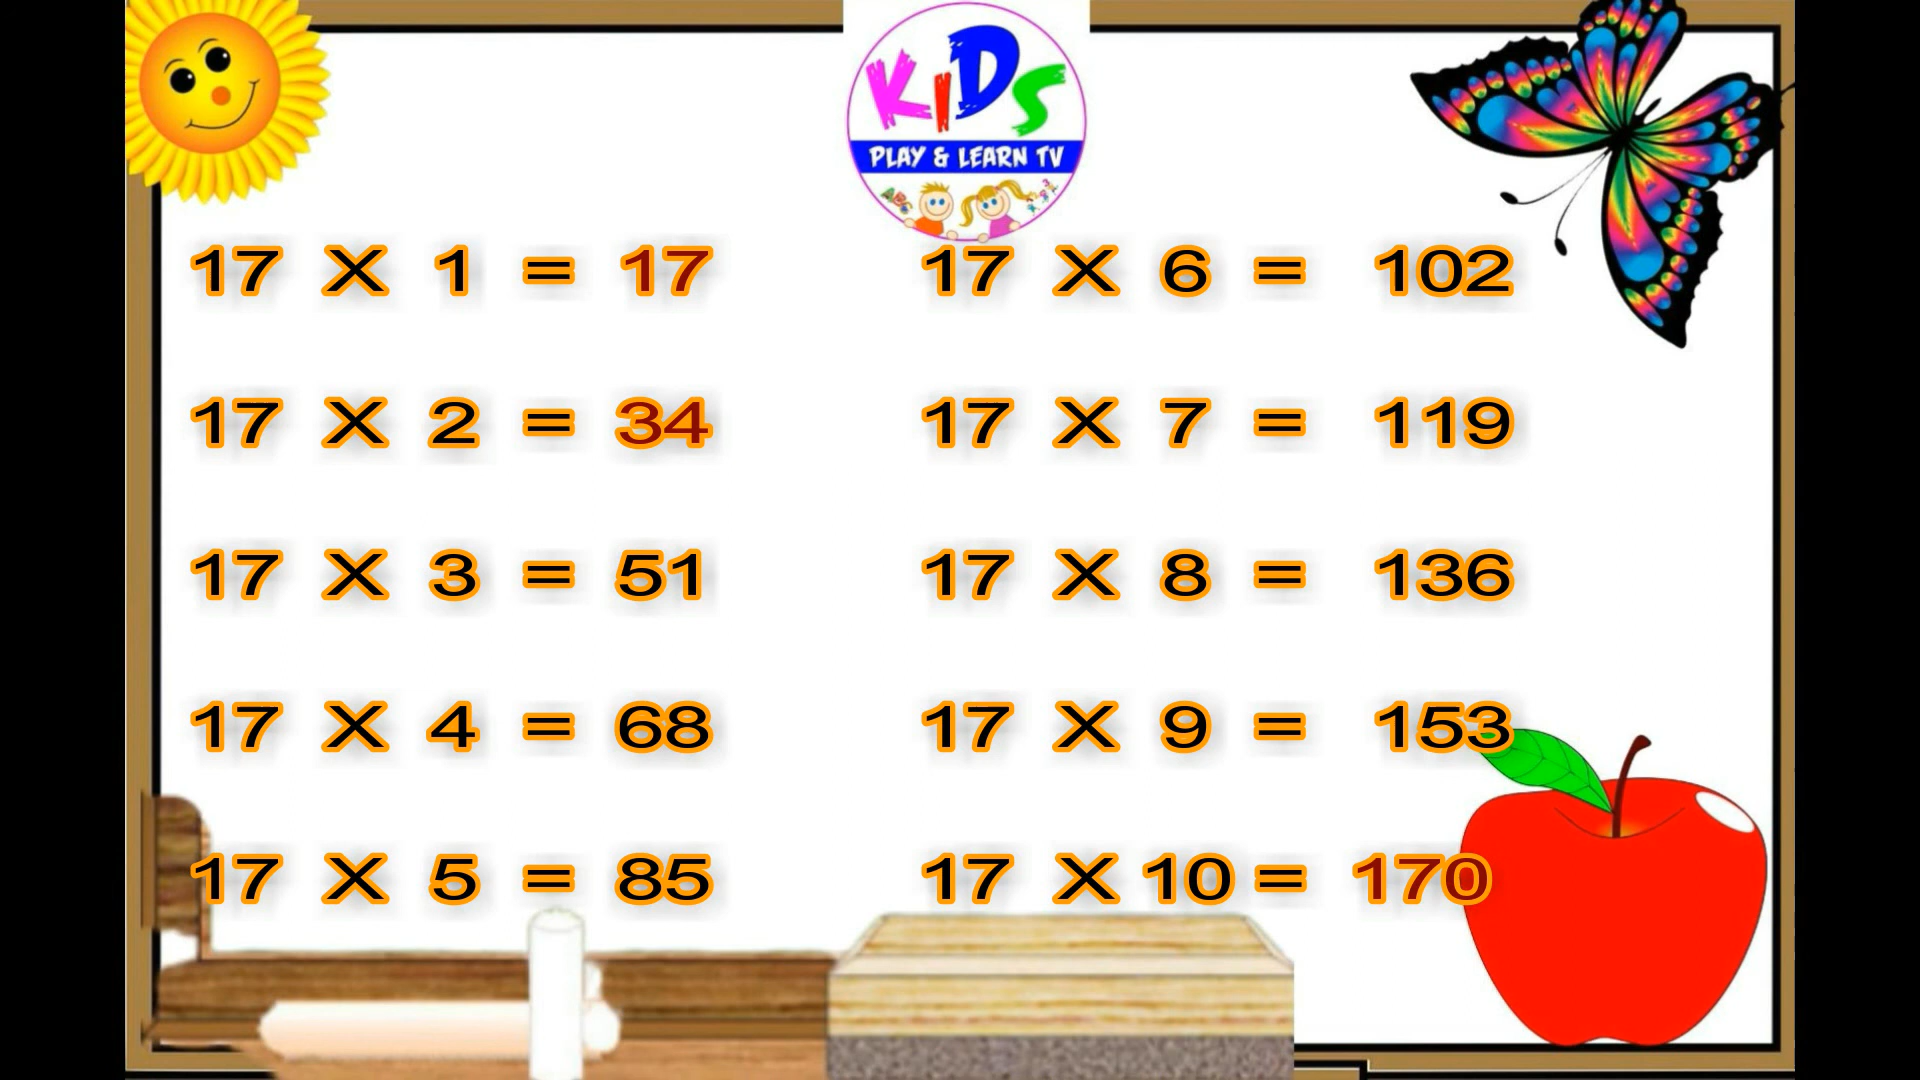 KiDS
PLAY & LEARN TV
17 X 1 = 17
17 X 2 = 34
17 X 3 = 51
17 X 4 = 68
17 X 5 = 85
17 X 6 = 102
17 X 7 = 119
17 X 8 = 136
17 X 9 = 153
17 X 10 = 170